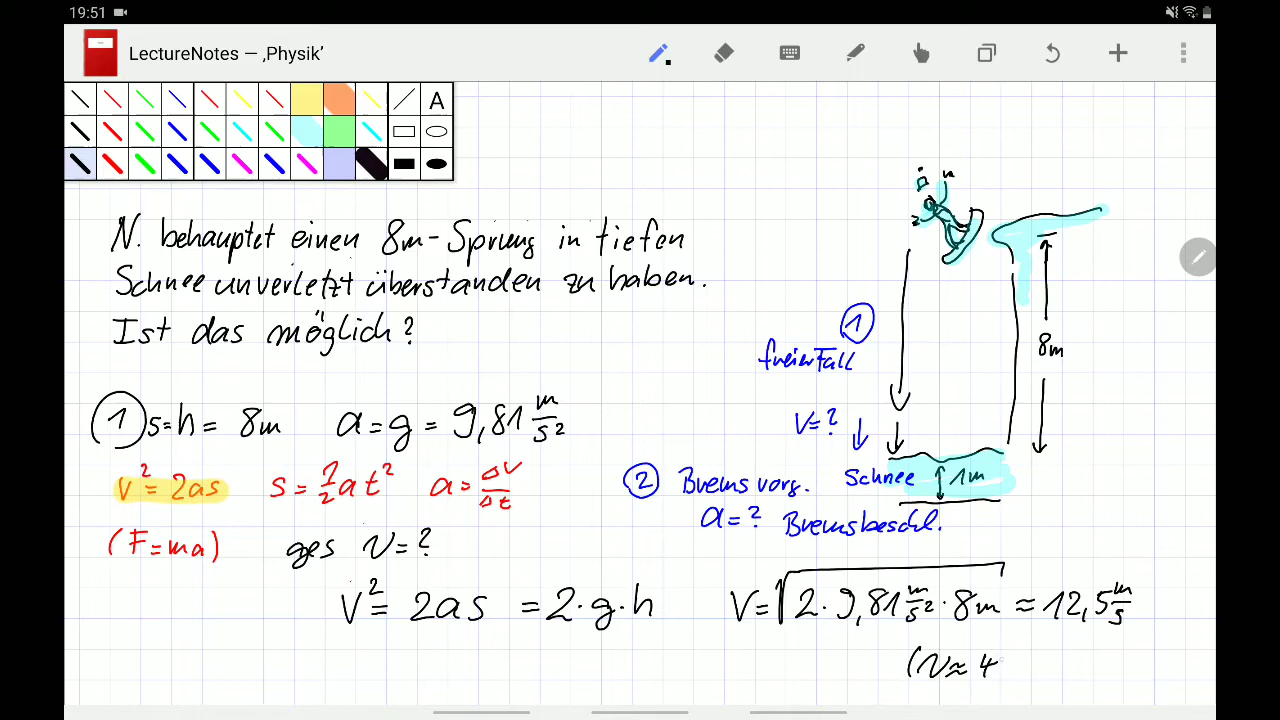 19:51
LectureNotes — ‚Physik‘
A
N. behauptet einen 8m-Sprung in tiefen
Schnee unverletzt überstanden zu haben.
Ist das möglich?
1 freier Fall
8m
v=?
1 s=h= 8m a=g= 9,81 m/s²
v²=2as s=½at² a=Δv/Δt
2 Bremsvorg. Schnee 1m
a=? Bremsbeschl.
(F=ma) ges v=?
v²= 2as =2·g·h v=√2·9,81 m/s²·8m ≈12,5 m/s
(v≈4